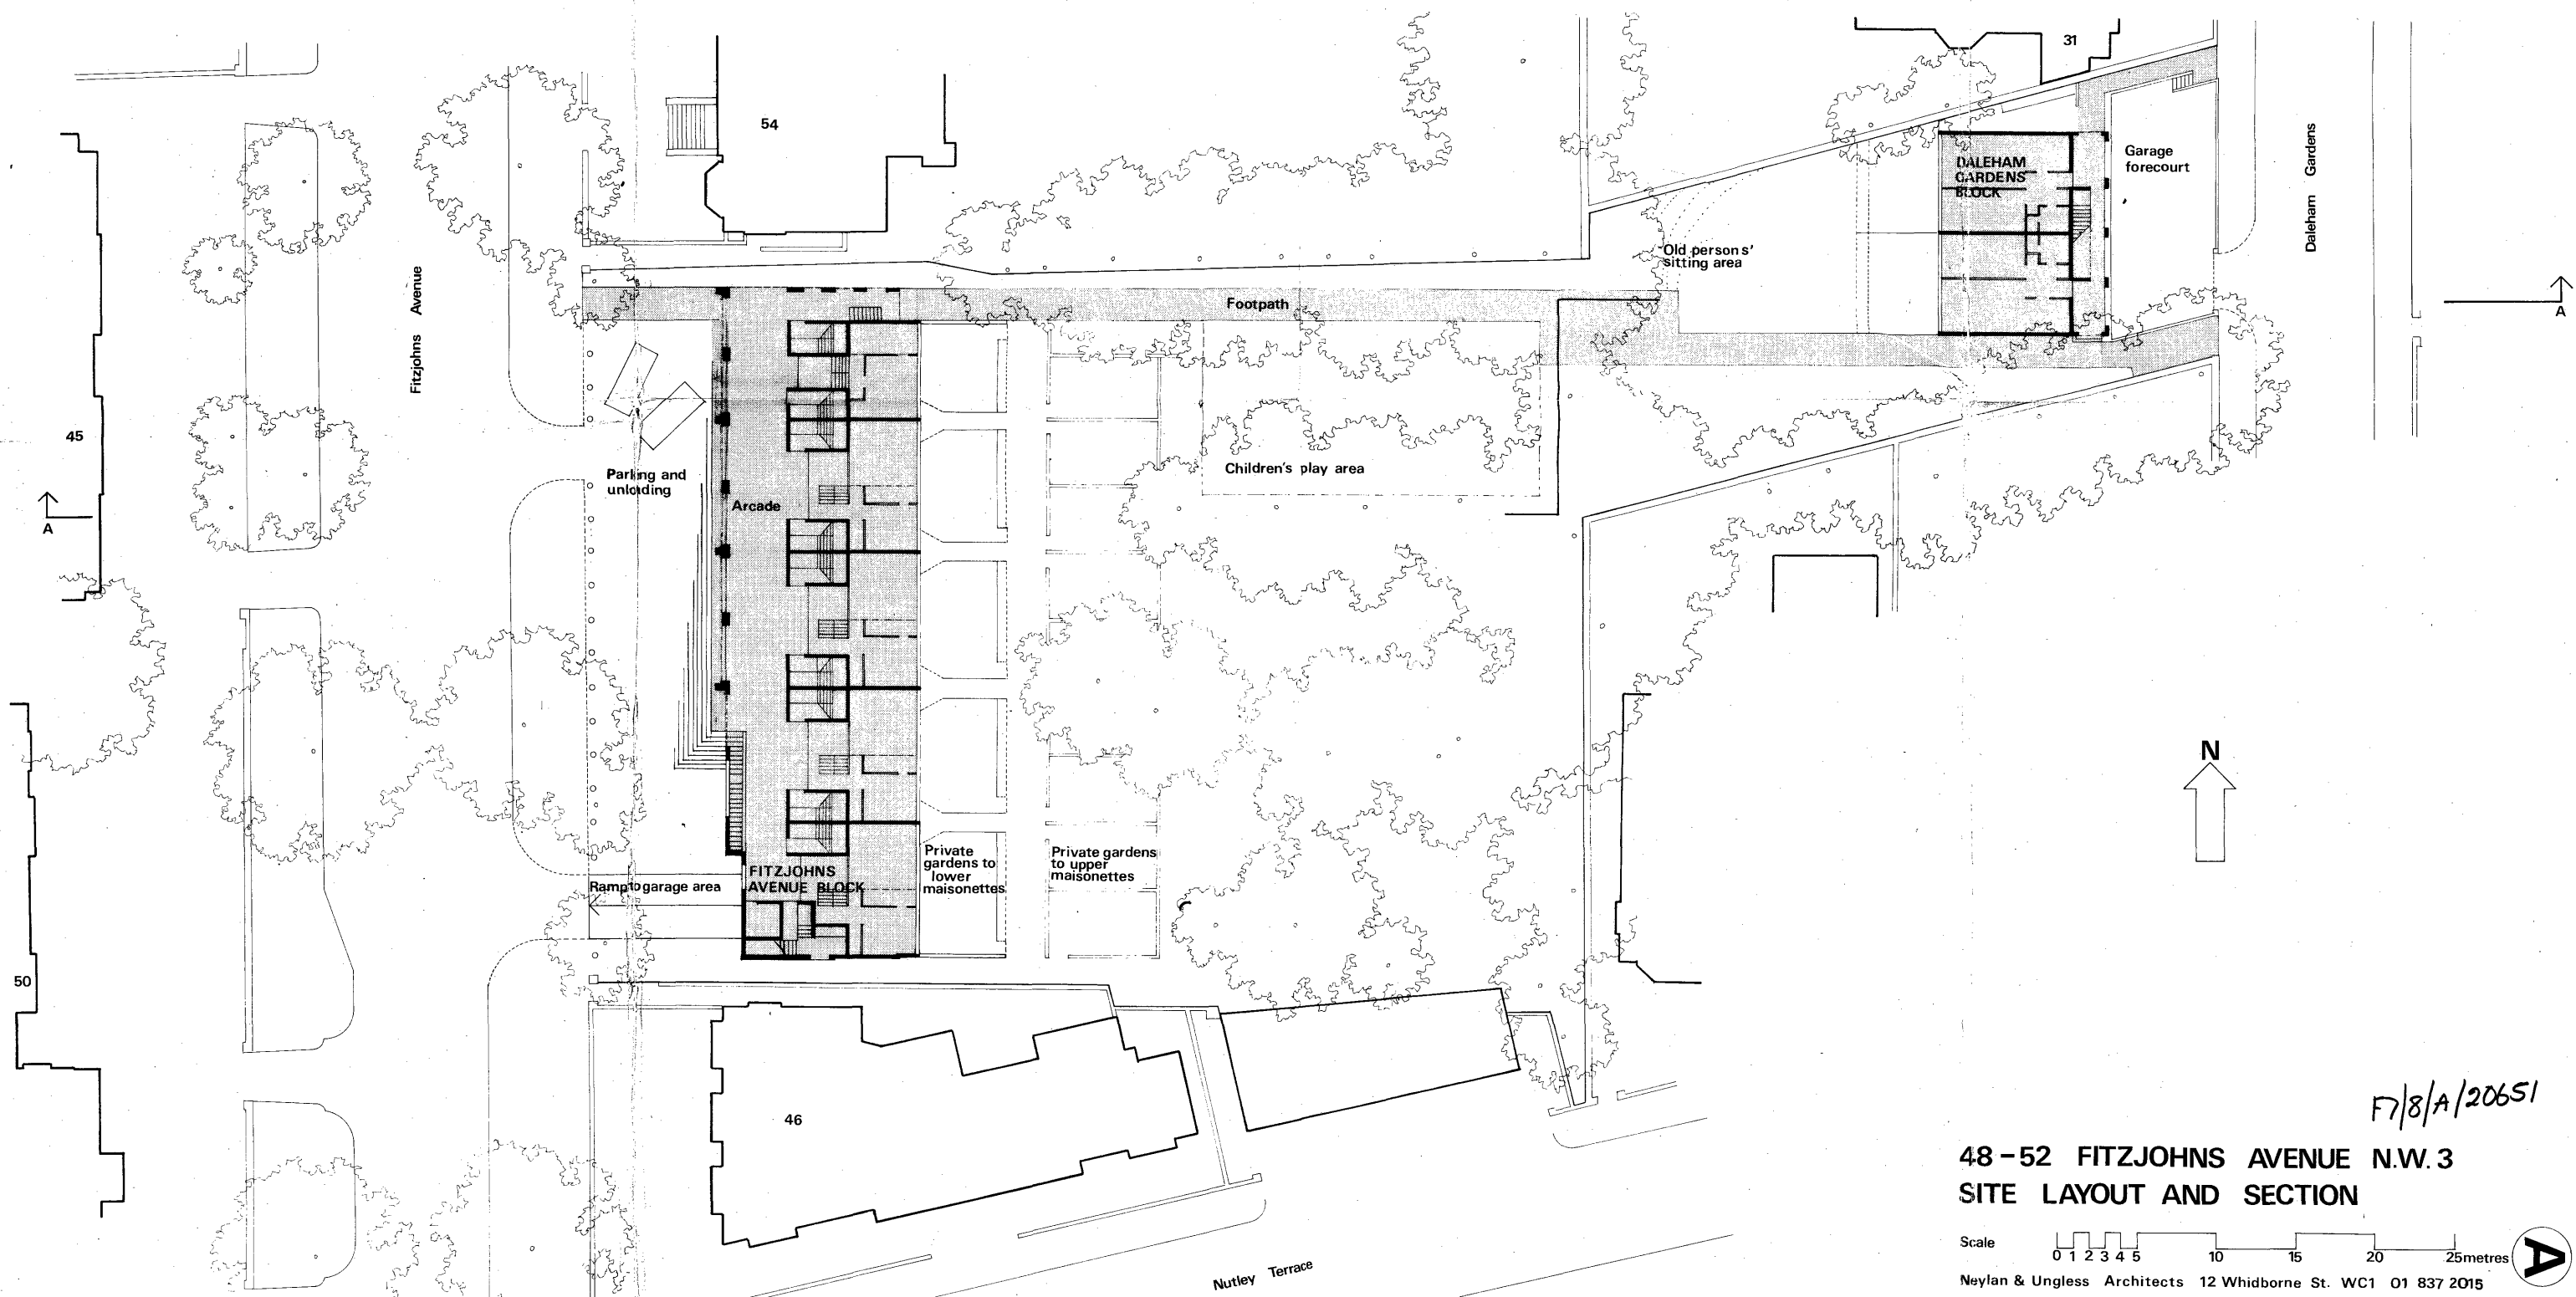 31
54
DALEHAM
GARDENS
BLOCK
Garage
forecourt
Daleham Gardens
Old persons'
sitting area
Fitzjohns Avenue
Footpath
A
A
45
Parking and
unloading
Arcade
Children's play area
N
Private
gardens to
lower
maisonettes
Private gardens
to upper
maisonettes
FITZJOHNS
AVENUE BLOCK
Ramp to garage area
50
46
F7/8/A/20651
48-52 FITZJOHNS AVENUE N.W.3
SITE LAYOUT AND SECTION
Scale
0 1 2 3 4 5 10 15 20 25 metres
A
Neylan & Ungless Architects 12 Whidborne St. WC1 01 837 2015
Nutley Terrace